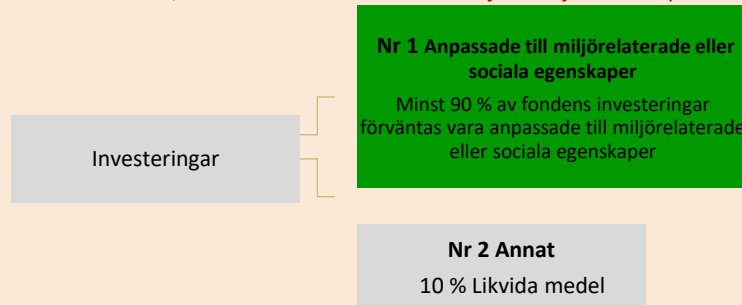 Nr 1 Anpassade till miljörelaterade eller
sociala egenskaper
Minst 90 % av fondens investeringar
förväntas vara anpassade till miljörelaterade
eller sociala egenskaper
Investeringar
Nr 2 Annat
10 % Likvida medel